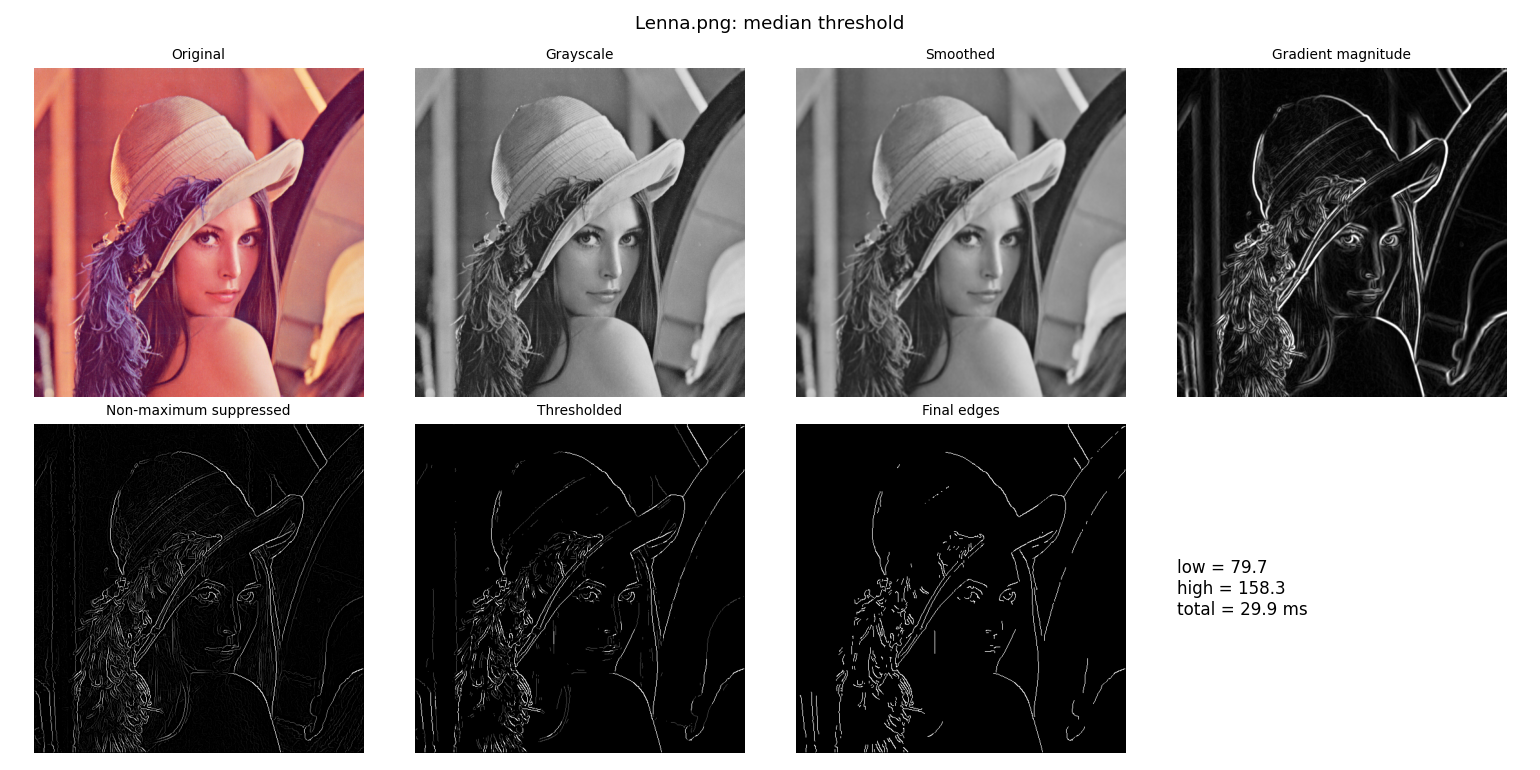 Lenna.png: median threshold
Original
Grayscale
Smoothed
Gradient magnitude
Non-maximum suppressed
Thresholded
Final edges
low = 79.7
high = 158.3
total = 29.9 ms